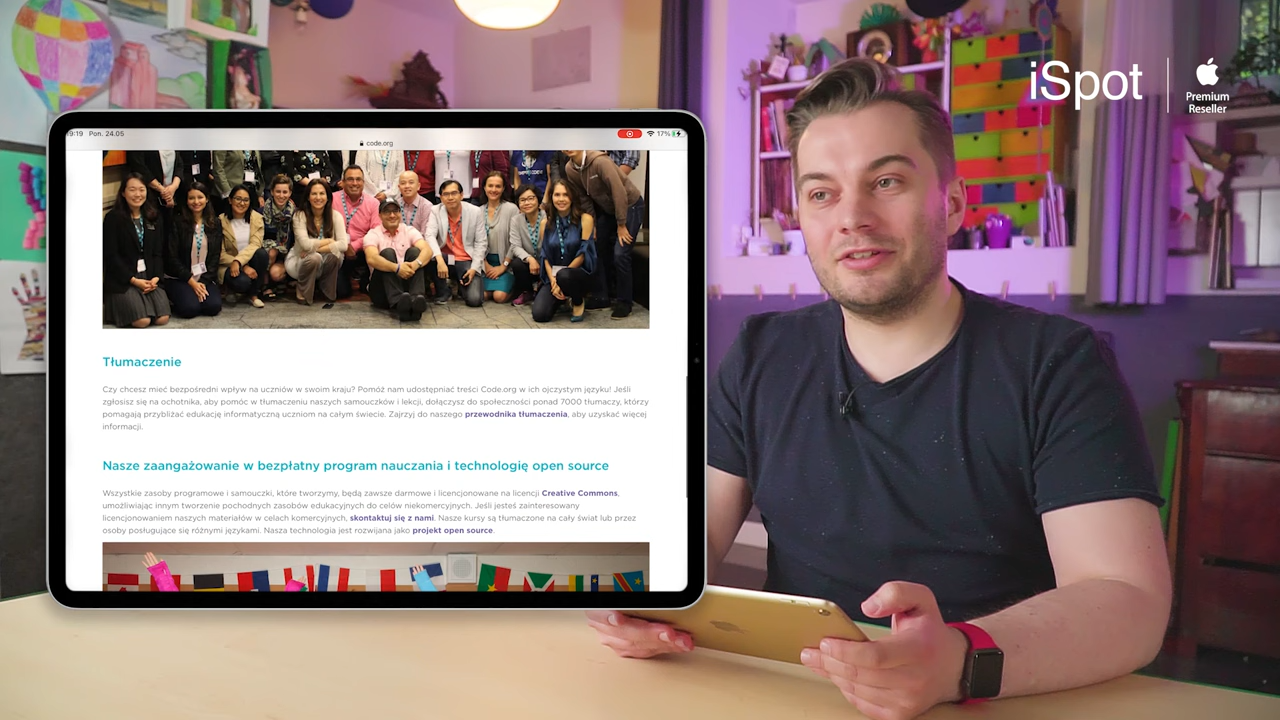 iSpot
Premium
Reseller
9:19 Pon. 24.05
17%
code.org
Tłumaczenie
Czy chcesz mieć bezpośredni wpływ na uczniów w swoim kraju? Pomóż nam udostępniać treści Code.org w ich ojczystym języku! Jeśli
zgłosisz się na ochotnika, aby pomóc w tłumaczeniu naszych samouczków i lekcji, dołączysz do społeczności ponad 7000 tłumaczy, którzy
pomagają przybliżać edukację informatyczną uczniom na całym świecie. Zajrzyj do naszego przewodnika tłumaczenia, aby uzyskać więcej
informacji.
Nasze zaangażowanie w bezpłatny program nauczania i technologię open source
Wszystkie zasoby programowe i samouczki, które tworzymy, będą zawsze darmowe i licencjonowane na licencji Creative Commons,
umożliwiając innym tworzenie pochodnych zasobów edukacyjnych do celów niekomercyjnych. Jeśli jesteś zainteresowany
licencjonowaniem naszych materiałów w celach komercyjnych, skontaktuj się z nami. Nasze kursy są tłumaczone na cały świat lub przez
osoby posługujące się różnymi językami. Nasza technologia jest rozwijana jako projekt open source.